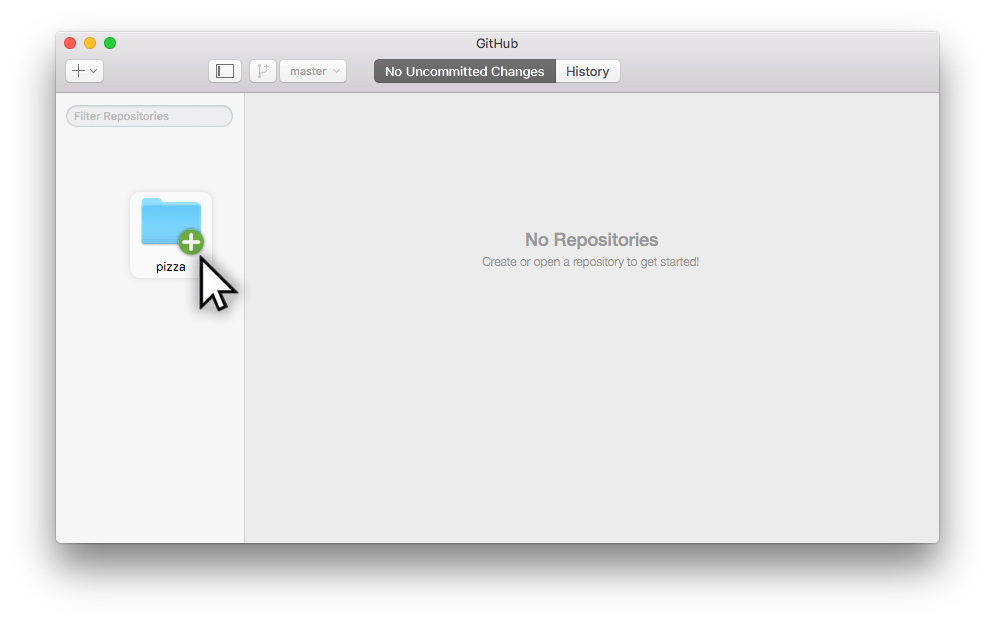 GitHub
master
No Uncommitted Changes
History
Filter Repositories
pizza
No Repositories
Create or open a repository to get started!